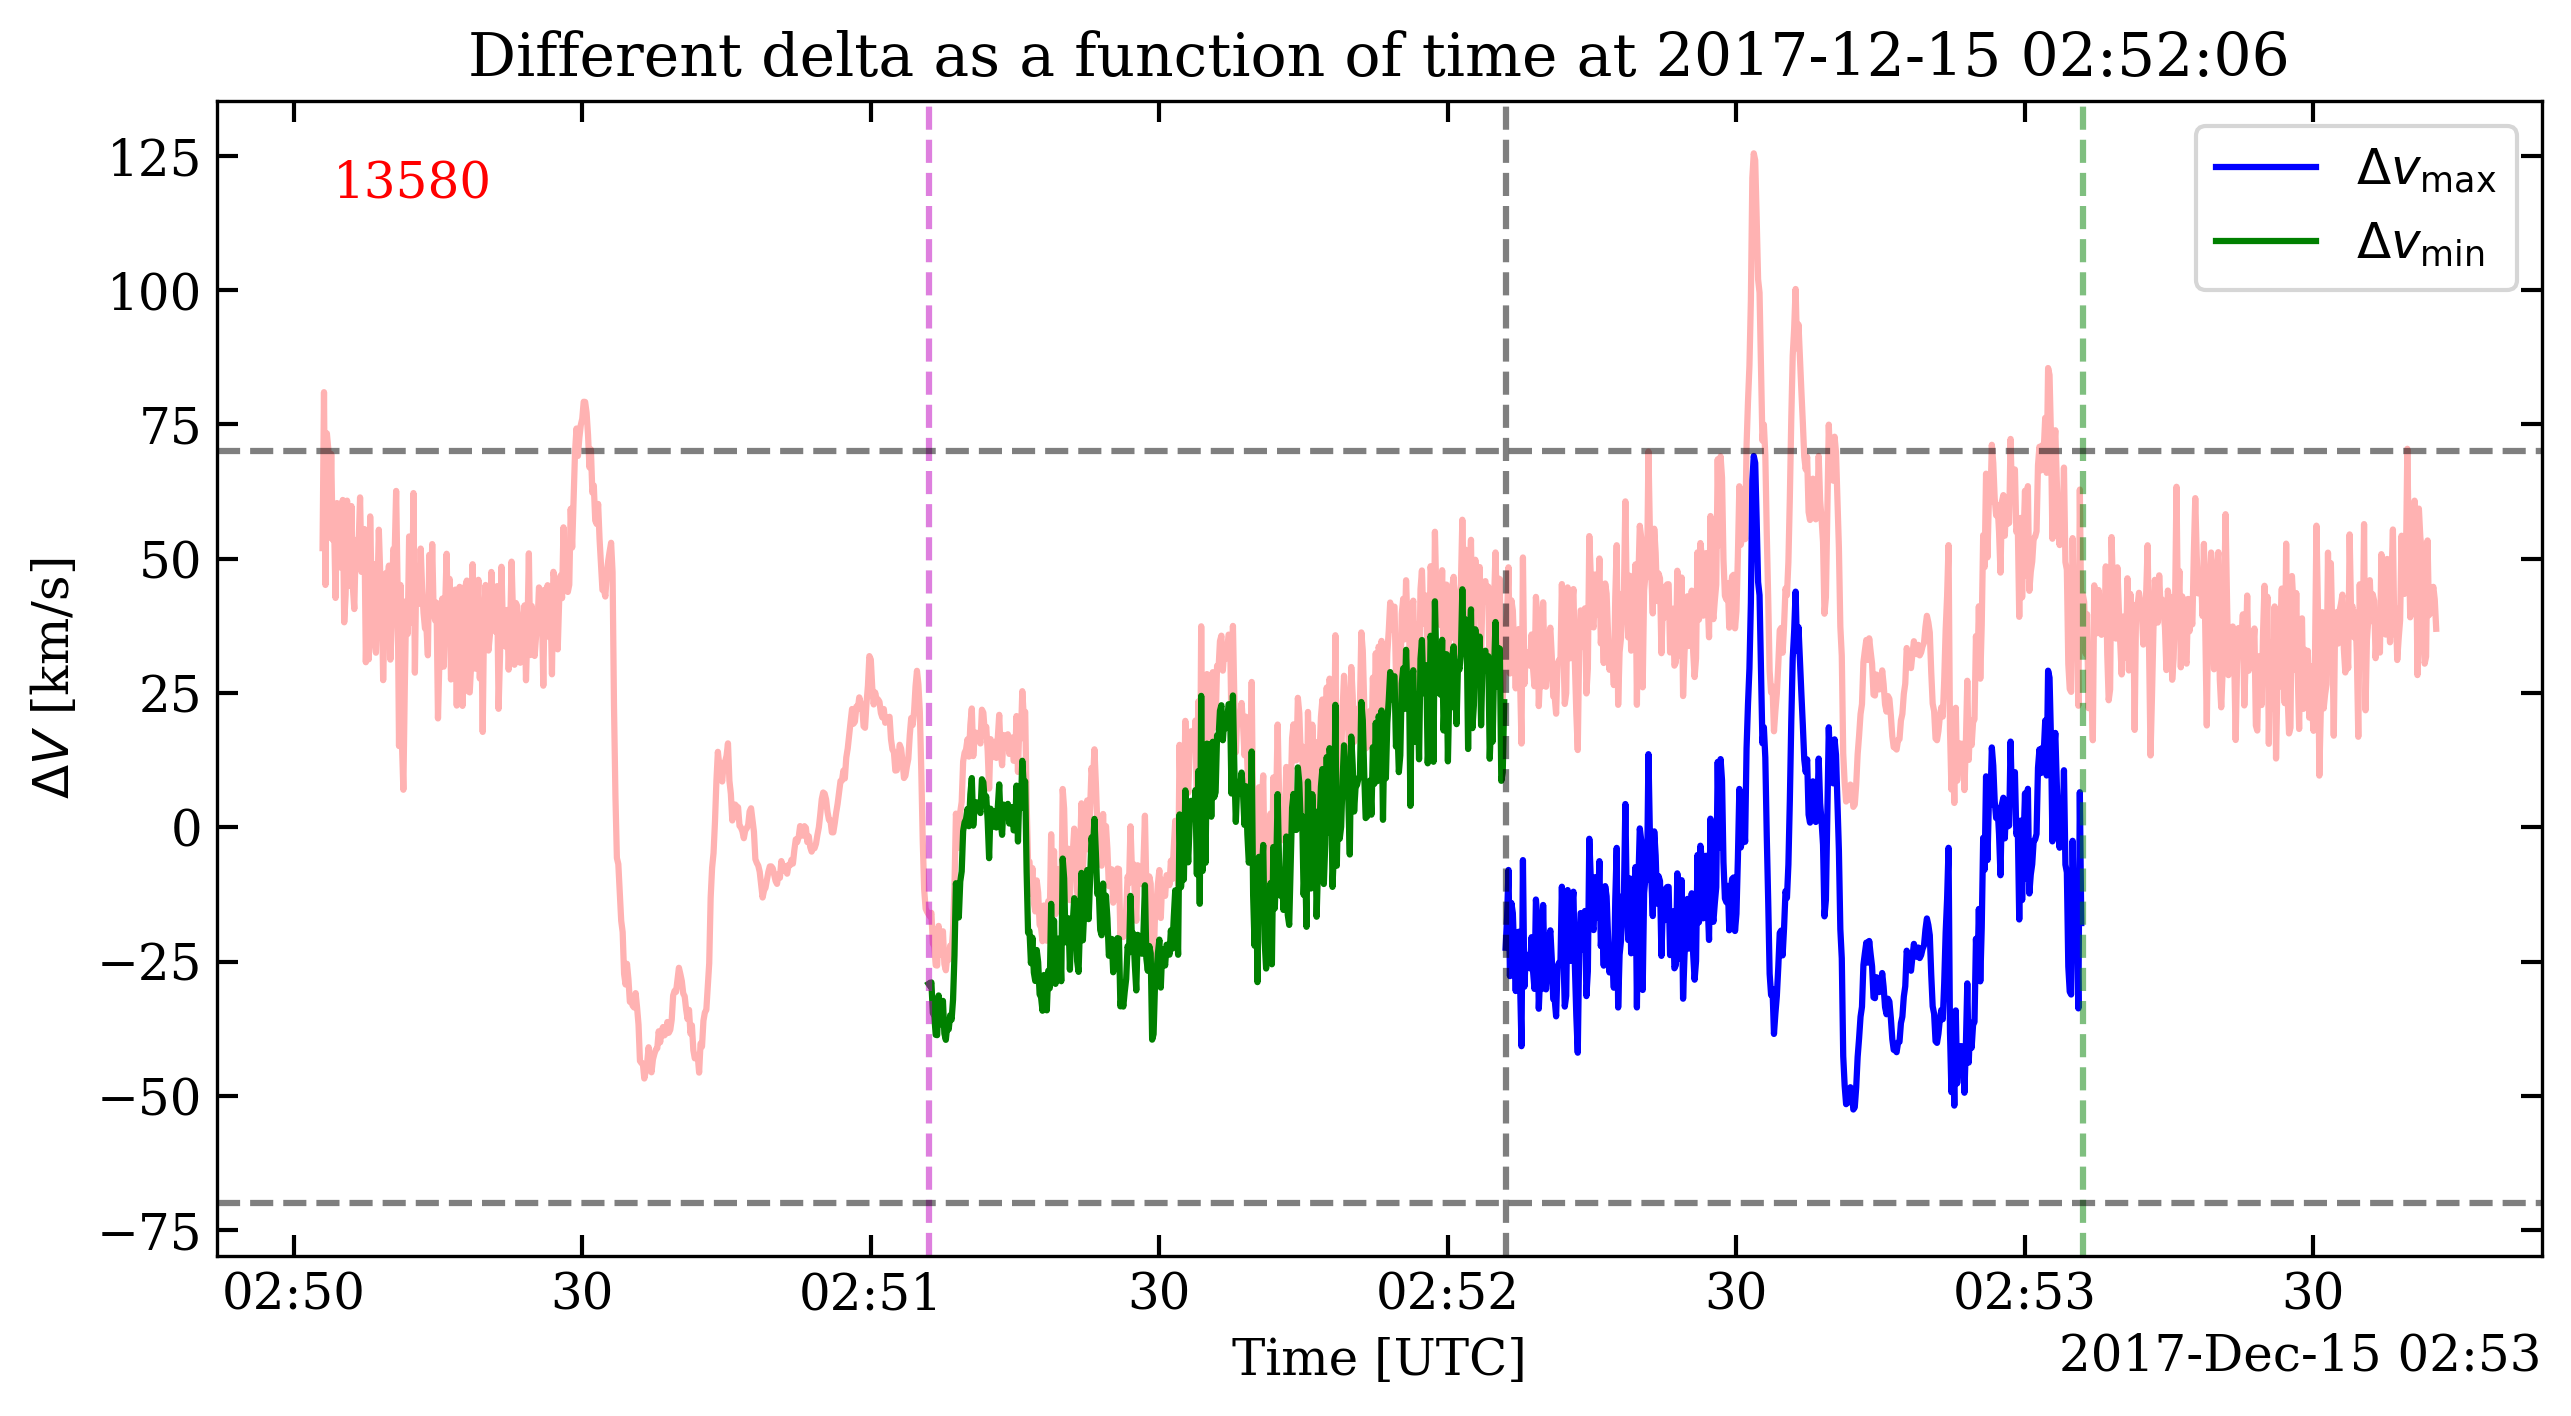 Different delta as a function of time at 2017-12-15 02:52:06
13580
Δv_max
Δv_min
125
100
75
50
25
0
−25
−50
−75
ΔV [km/s]
02:50 30 02:51 30 02:52 30 02:53 30
Time [UTC]
2017-Dec-15 02:53